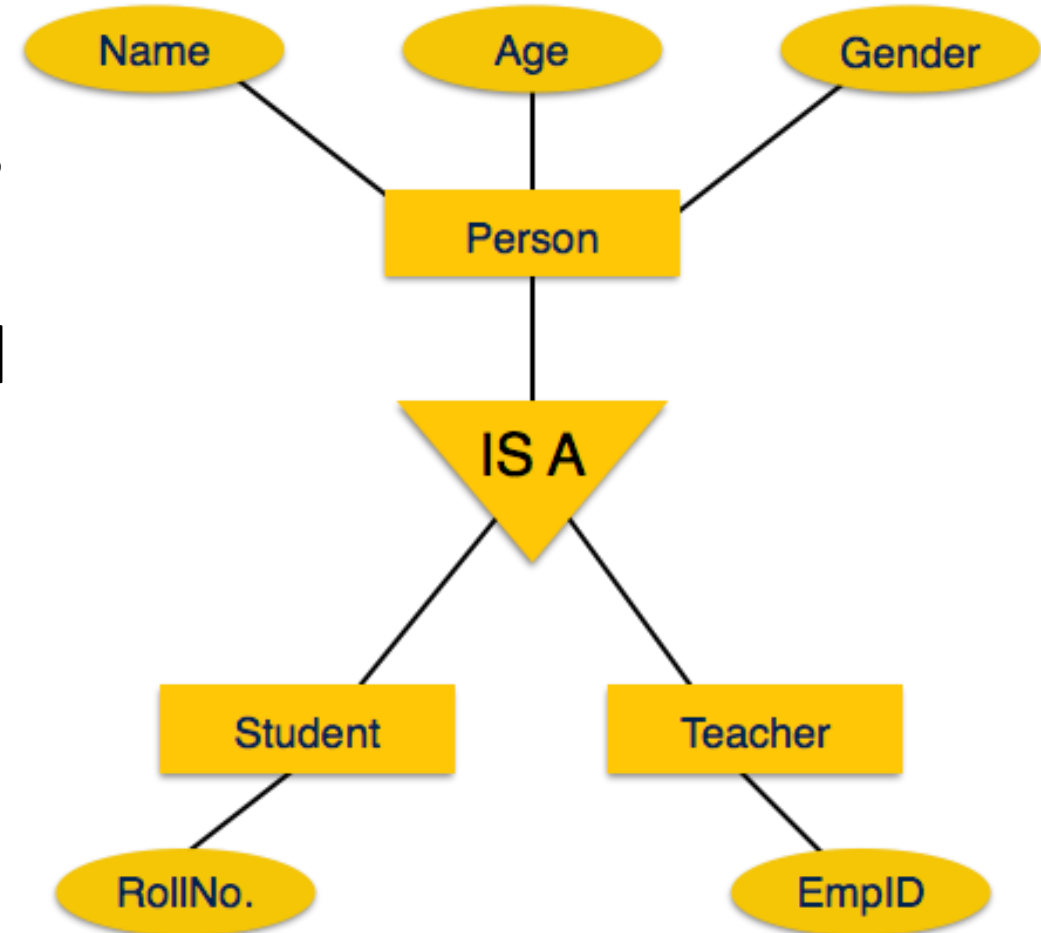 Name
Age
Gender
Person
IS A
Student
Teacher
RollNo.
EmpID